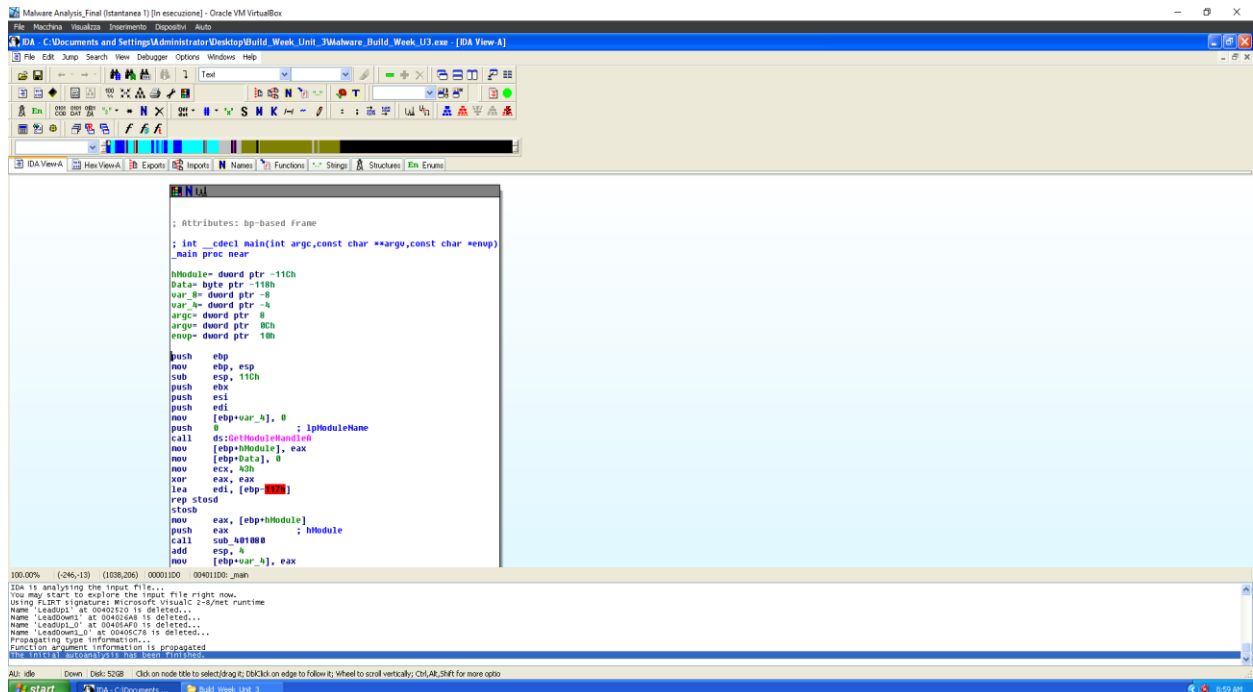 Malware Analysis_Final (Istantanea 1) [In esecuzione] - Oracle VM VirtualBox
File Macchina Visualizza Inserimento Dispositivi Aiuto
IDA - C:\Documents and Settings\Administrator\Desktop\Build_Week_Unit_3\Malware_Build_Week_U3.exe - [IDA View-A]
File Edit Jump Search View Debugger Options Windows Help
Text
IDA View-A Hex View-A Exports Imports N Names Functions Strings Structures En Enums
; Attributes: bp-based frame
; int __cdecl main(int argc,const char **argv,const char *envp)
_main proc near
hModule= dword ptr -11Ch
Data= byte ptr -118h
var_8= dword ptr -8
var_4= dword ptr -4
argc= dword ptr 8
argv= dword ptr 0Ch
envp= dword ptr 10h
push ebp
mov ebp, esp
sub esp, 11Ch
push ebx
push esi
push edi
mov [ebp+var_4], 0
push 0 ; lpModuleName
call ds:GetModuleHandleA
mov [ebp+hModule], eax
mov [ebp+Data], 0
mov ecx, 43h
xor eax, eax
lea edi, [ebp-117h]
rep stosd
stosb
mov eax, [ebp+hModule]
push eax ; hModule
call sub_401080
add esp, 4
mov [ebp+var_4], eax
100.00% (-246,-13) (1038,206) 000011D0 004011D0: _main
IDA is analysing the input file...
You may start to explore the input file right now.
Using FLIRT signature: Microsoft VisualC 2-8/net runtime
Name 'LeadUp1' at 00402520 is deleted...
Name 'LeadDown1' at 004026A8 is deleted...
Name 'LeadUp1_0' at 00405AF0 is deleted...
Name 'LeadDown1_0' at 00405C78 is deleted...
Propagating type information...
Function argument information is propagated
The initial autoanalysis has been finished.
AU: idle Down Disk: 52GB Click on node title to select/drag it; DblClick on edge to follow it; Wheel to scroll vertically; Ctrl,Alt,Shift for more optio
start IDA - C:\Documents ... Build_Week_Unit_3 8:59 AM